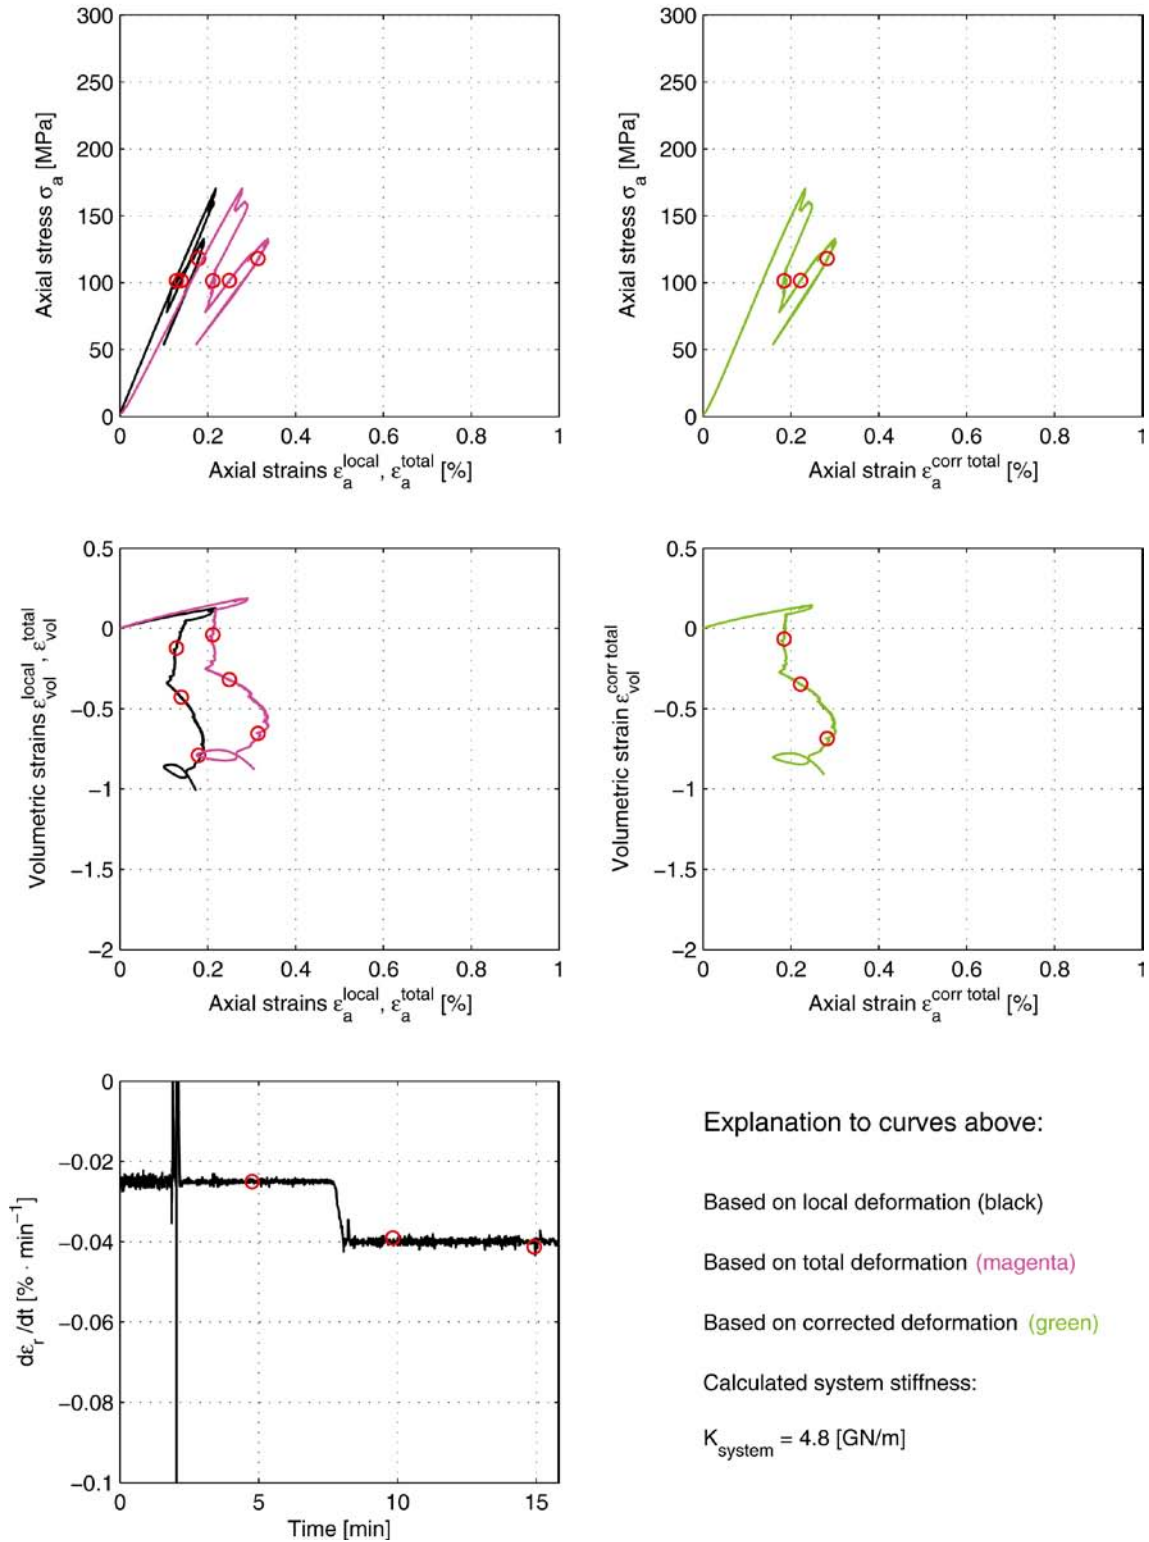 300
250
200
150
100
50
0
Axial stress σa [MPa]
0 0.2 0.4 0.6 0.8 1
Axial strains εa^local, εa^total [%]
300
250
200
150
100
50
0
Axial stress σa [MPa]
0 0.2 0.4 0.6 0.8 1
Axial strain εa^corr total [%]
0.5
0
−0.5
−1
−1.5
−2
Volumetric strains εvol^local, εvol^total
0 0.2 0.4 0.6 0.8 1
Axial strains εa^local, εa^total [%]
0.5
0
−0.5
−1
−1.5
−2
Volumetric strain εvol^corr total
0 0.2 0.4 0.6 0.8 1
Axial strain εa^corr total [%]
0
−0.02
−0.04
−0.06
−0.08
−0.1
dεr/dt [% · min⁻¹]
0 5 10 15
Time [min]
Explanation to curves above:
Based on local deformation (black)
Based on total deformation (magenta)
Based on corrected deformation (green)
Calculated system stiffness:
Ksystem = 4.8 [GN/m]